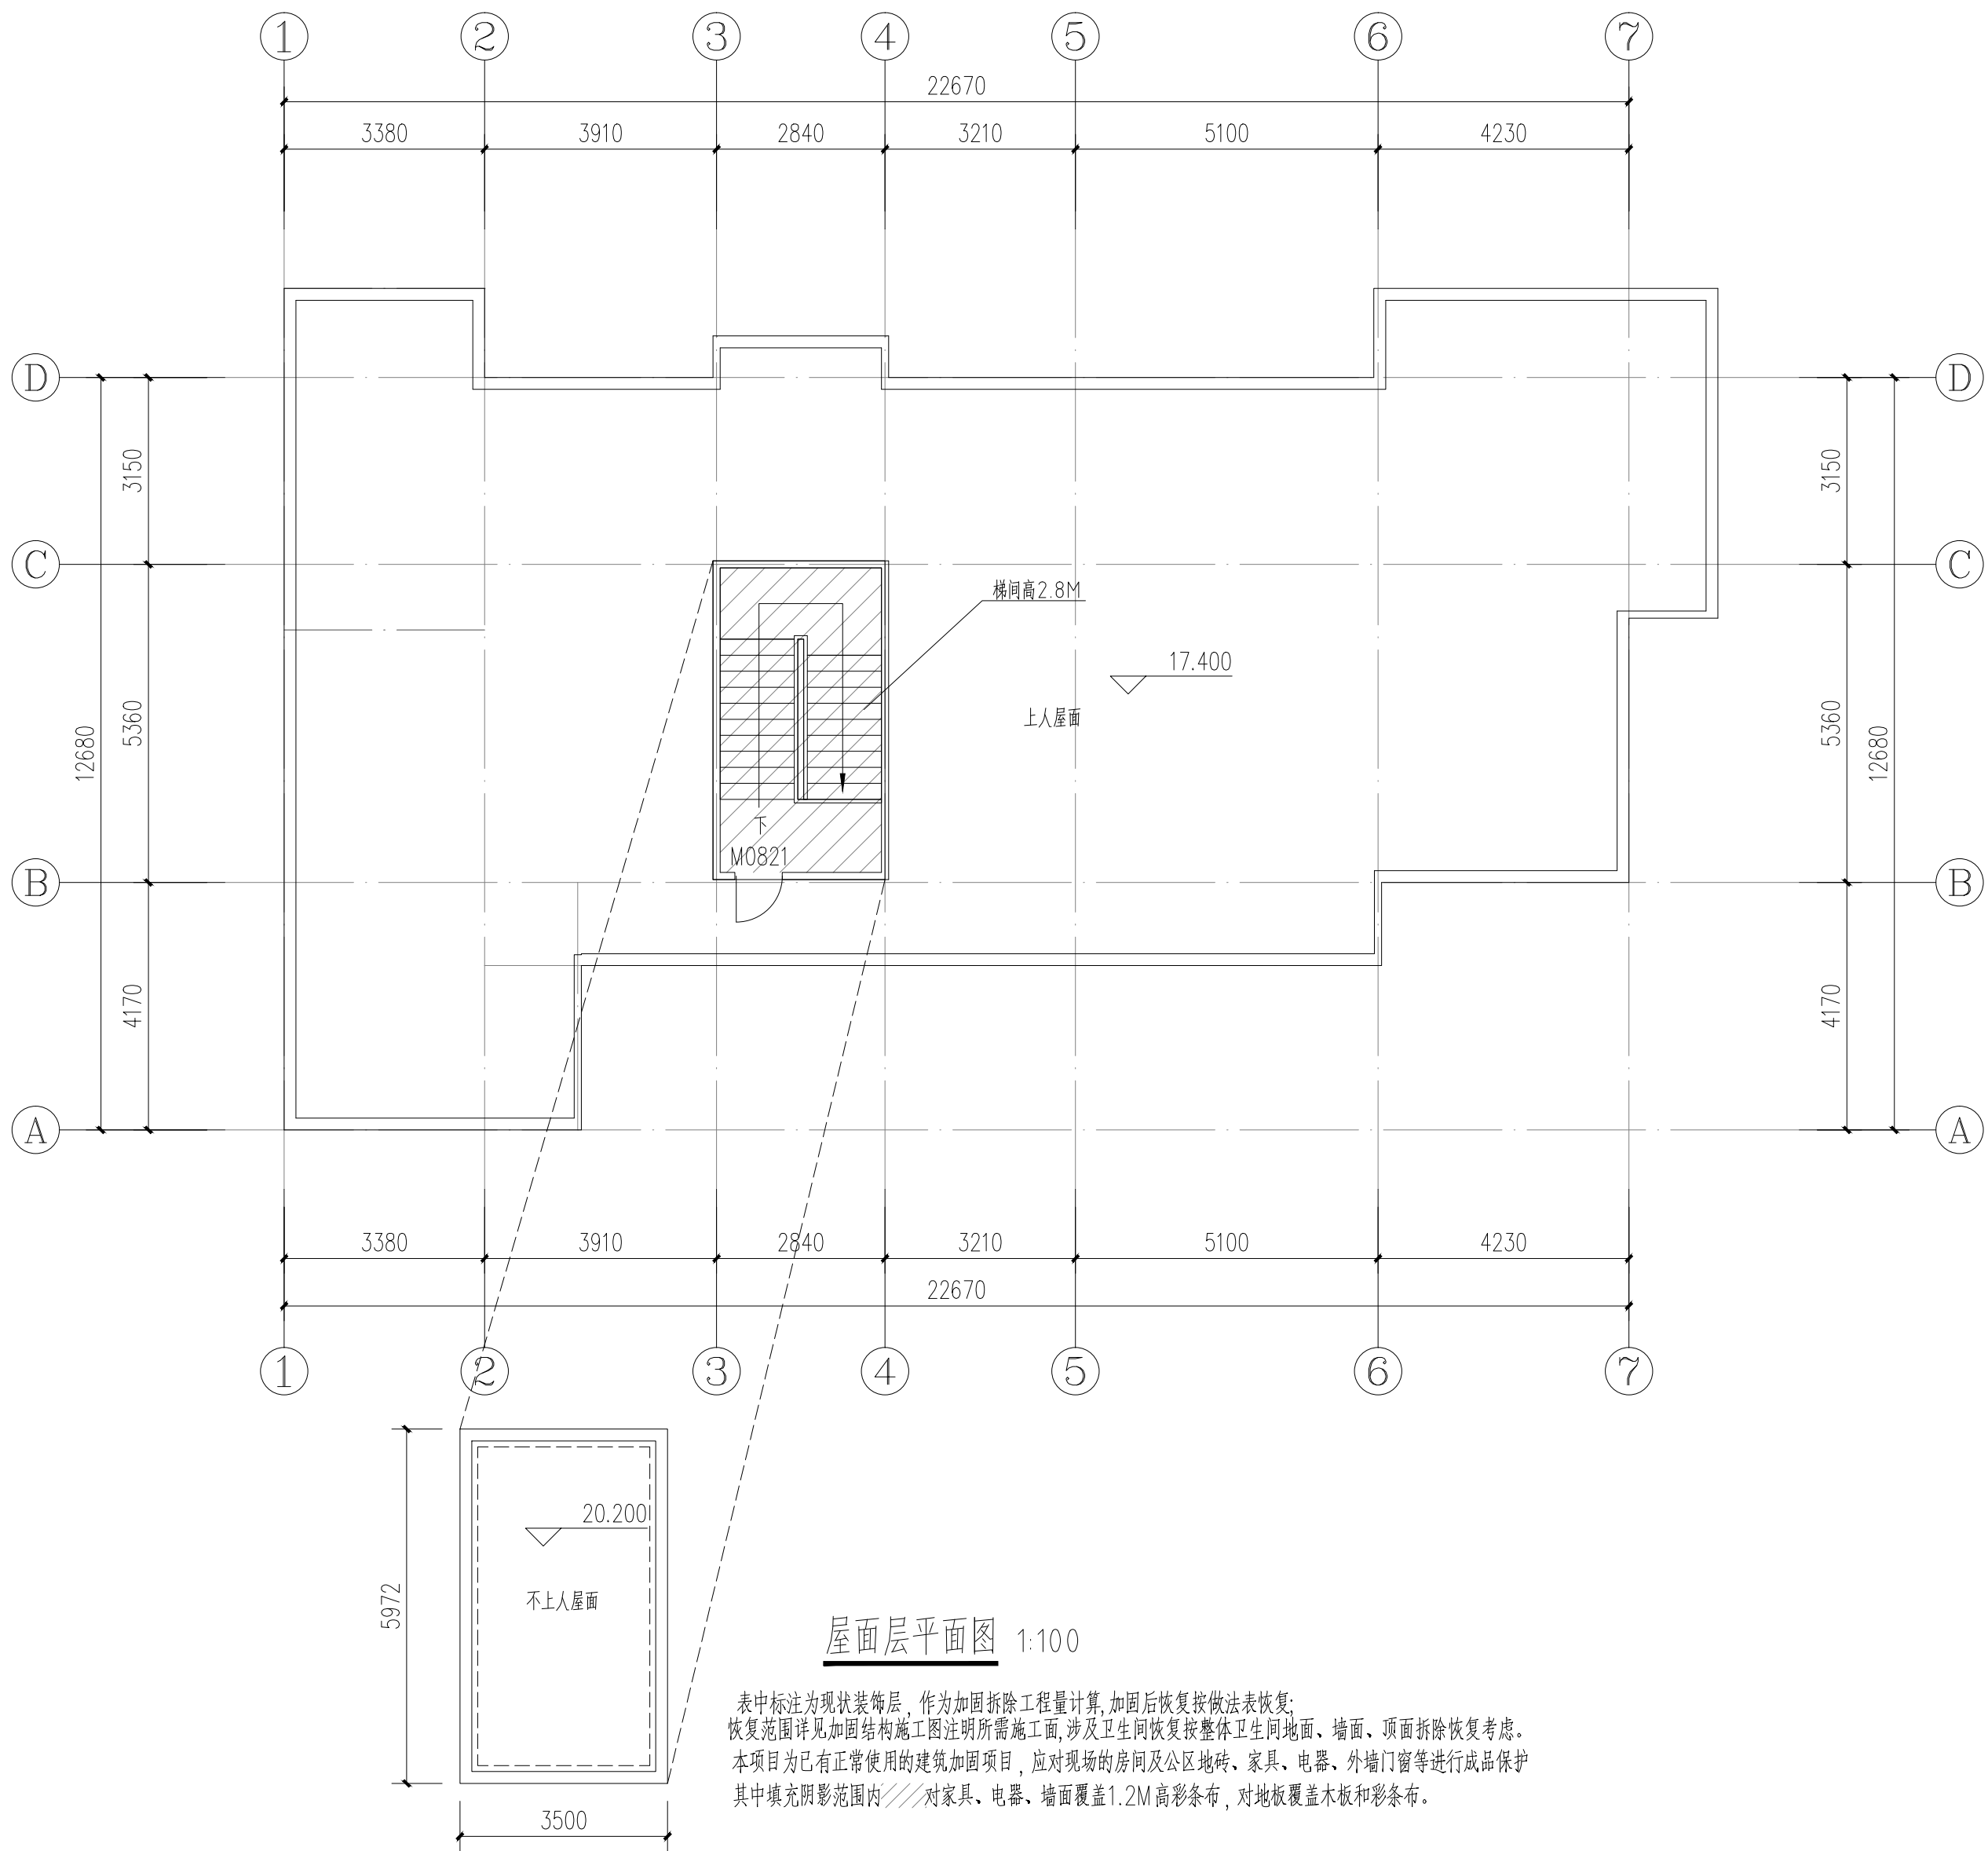 1 2 3 4 5 6 7
22670
3380 3910 2840 3210 5100 4230
D D
3150 3150
C C
梯间高2.8M
17.400
上人屋面
5360 5360
12680 12680
下
M0821
B B
4170 4170
A A
3380 3910 2840 3210 5100 4230
22670
1 2 3 4 5 6 7
20.200
不上人屋面
5972
3500
屋面层平面图 1:100
表中标注为现状装饰层,作为加固拆除工程量计算,加固后恢复按做法表恢复;
恢复范围详见加固结构施工图注明所需施工面,涉及卫生间恢复按整体卫生间地面、墙面、顶面拆除恢复考虑。
本项目为已有正常使用的建筑加固项目,应对现场的房间及公区地砖、家具、电器、外墙门窗等进行成品保护
其中填充阴影范围内 对家具、电器、墙面覆盖1.2M高彩条布,对地板覆盖木板和彩条布。